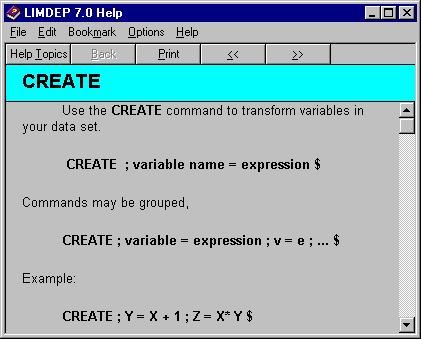 LIMDEP 7.0 Help
File Edit Bookmark Options Help
Help Topics Back Print << >>
CREATE
Use the CREATE command to transform variables in
your data set.
CREATE ; variable name = expression $
Commands may be grouped,
CREATE ; variable = expression ; v = e ; ... $
Example:
CREATE ; Y = X + 1 ; Z = X* Y $